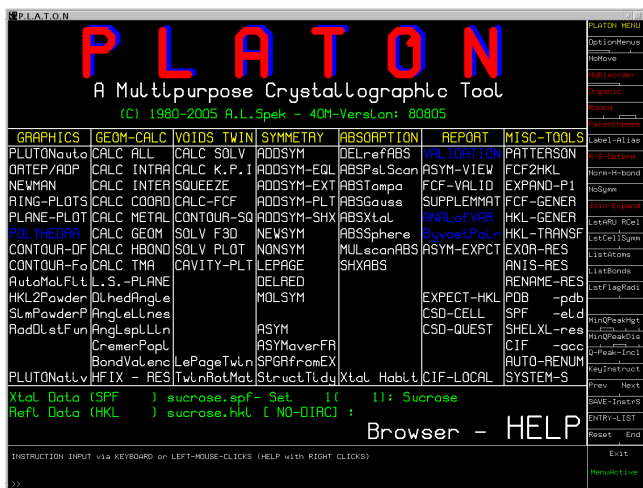 P.L.A.T.O.N
PLATON
A Multipurpose Crystallographic Tool
(C) 1980-2005 A.L.Spek - 40M-Version: 80805
GRAPHICS GEOM-CALC VOIDS TWIN SYMMETRY ABSORPTION REPORT MISC-TOOLS
PLUTONauto CALC ALL CALC SOLV ADDSYM DELrefABS VALIDATION PATTERSON
ORTEP/ADP CALC INTRA CALC K.P.I ADDSYM-EQL ABSPslScan ASYM-VIEW FCF2HKL
NEWMAN CALC INTER SQUEEZE ADDSYM-EXT ABSTompa FCF-VALID EXPAND-P1
RING-PLOTS CALC COORD CALC-FCF ADDSYM-PLT ABSGauss SUPPLEMMAT FCF-GENER
PLANE-PLOT CALC METAL CONTOUR-SQ ADDSYM-SHX ABSXtal ANALofVAR HKL-GENER
POLYHEDRA CALC GEOM SOLV F3D NEWSYM ABSSphere ByvoetPair HKL-TRANSF
CONTOUR-DF CALC HBOND SOLV PLOT NONSYM MULscanABS ASYM-EXPCT EXOR-RES
CONTOUR-Fo CALC TMA CAVITY-PLT LEPAGE SHXABS ANIS-RES
AutoMolFit L.S.-PLANE DELRED RENAME-RES
HKL2Powder DihedAngle MOLSYM EXPECT-HKL PDB -pdb
SimPowderP AngleLines CSD-CELL SPF -eld
RadDistFun AnglsplLin ASYM CSD-QUEST SHELXL-res
CremerPopl ASYMaverFR CIF -acc
BondValenc LePageTwin SPGRfromEX AUTO-RENUM
PLUTONativ HFIX - RES TwinRotMat StructTidy Xtal Habit CIF-LOCAL SYSTEM-S
Xtal Data (SPF ) sucrose.spf- Set 1( 1): Sucrose
Refl Data (HKL ) sucrose.hkl [ NO-DIRC] :
Browser - HELP
INSTRUCTION INPUT via KEYBOARD or LEFT-MOUSE-CLICKS (HELP with RIGHT CLICKS)
>>
PLATON MENU
OptionMenus
NoMove
NoDisorder
Organic
Round
Parentheses
Label-Alias
R/S-Determ
Norm-H-bond
NoSymm
Join-Expand
LstARU RCel
LstCellSymm
ListAtoms
ListBonds
LstFlagRadi
MinQPeakHgt
MinQPeakDis
Q-Peak-Incl
KeyInstruct
Prev Next
SAVE-InstrS
ENTRY-LIST
Reset End
Exit
MenuActive